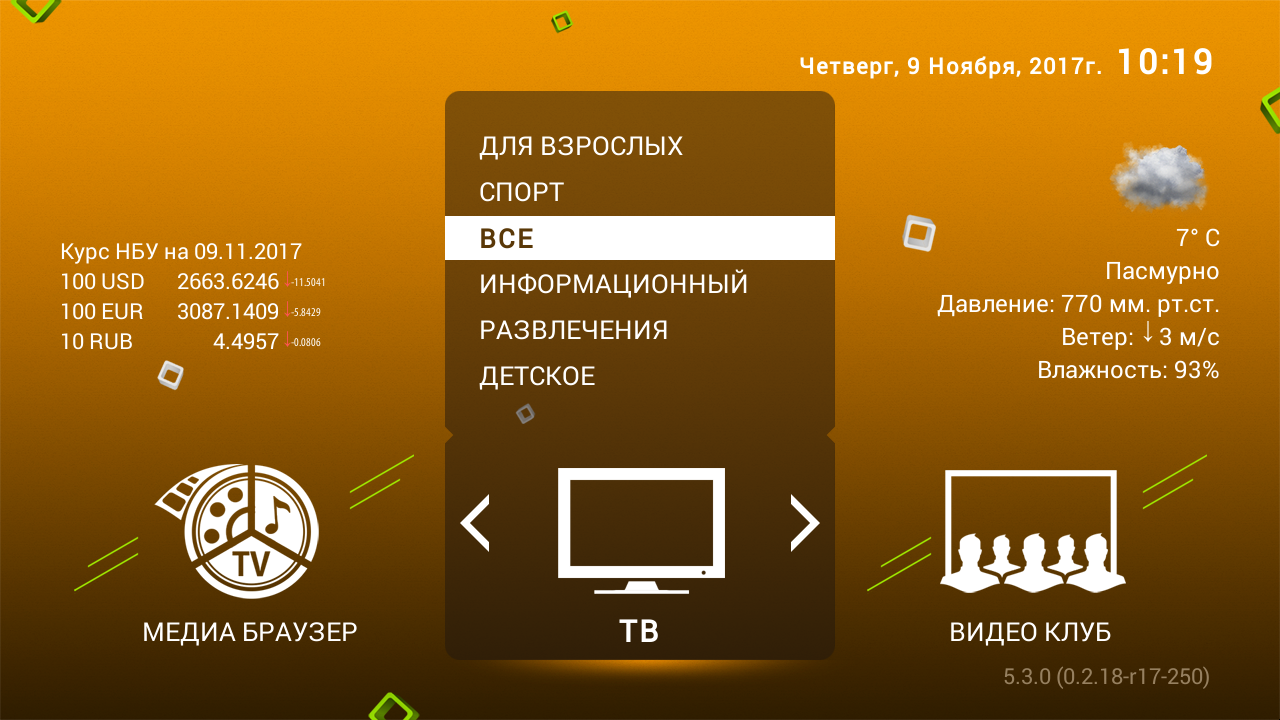 Четверг, 9 Ноября, 2017г. 10:19
ДЛЯ ВЗРОСЛЫХ
СПОРТ
ВСЕ
ИНФОРМАЦИОННЫЙ
РАЗВЛЕЧЕНИЯ
ДЕТСКОЕ
Курс НБУ на 09.11.2017
100 USD 2663.6246 ↓-11.5041
100 EUR 3087.1409 ↓-5.8429
10 RUB 4.4957 ↓-0.0806
7° C
Пасмурно
Давление: 770 мм. рт.ст.
Ветер: ↓ 3 м/с
Влажность: 93%
TV
МЕДИА БРАУЗЕР
ТВ
ВИДЕО КЛУБ
5.3.0 (0.2.18-r17-250)